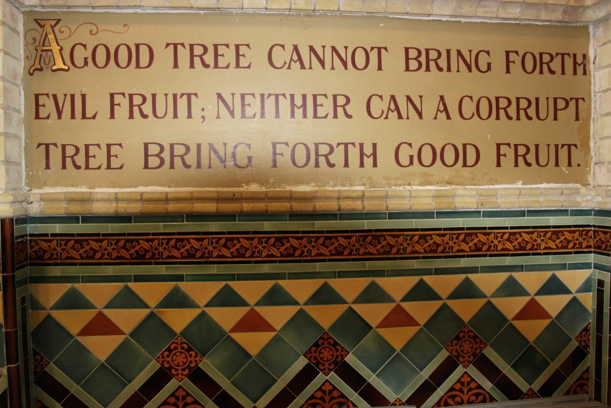 A GOOD TREE CANNOT BRING FORTH
EVIL FRUIT; NEITHER CAN A CORRUPT
TREE BRING FORTH GOOD FRUIT.